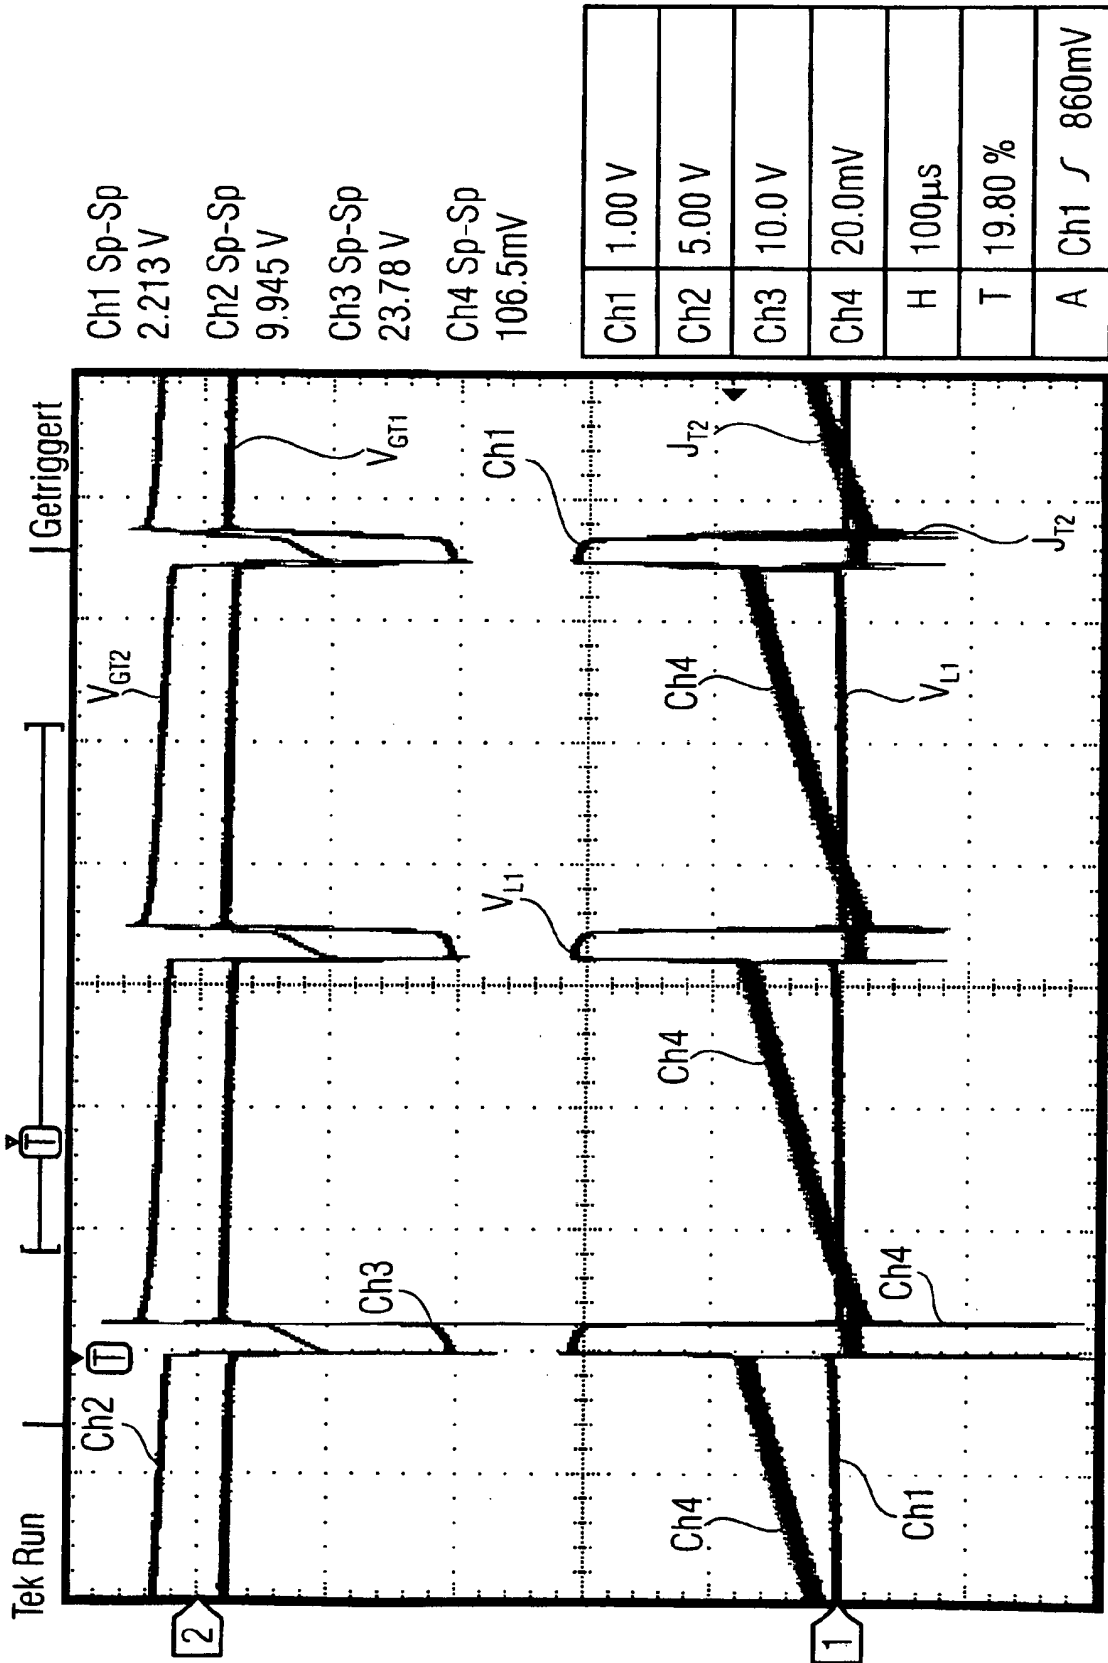 Tek Run
Getriggert
T
T
Ch2
V_GT2
V_GT1
Ch3
V_L1
Ch1
Ch4
Ch4
Ch4
J_T2
Ch4
Ch1
V_L1
J_T2
2
1
Ch1 Sp-Sp
2.213 V
Ch2 Sp-Sp
9.945 V
Ch3 Sp-Sp
23.78 V
Ch4 Sp-Sp
106.5mV
Ch1 1.00 V
Ch2 5.00 V
Ch3 10.0 V
Ch4 20.0mV
H 100µs
T 19.80 %
A Ch1 ∫ 860mV